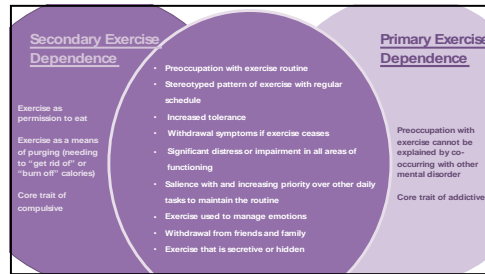 Secondary Exercise
Dependence
Exercise as
permission to eat
Exercise as a means
of purging (needing
to “get rid of” or
“burn off” calories)
Core trait of
compulsive
• Preoccupation with exercise routine
• Stereotyped pattern of exercise with regular
schedule
• Increased tolerance
• Withdrawal symptoms if exercise ceases
• Significant distress or impairment in all areas of
functioning
• Salience with and increasing priority over other daily
tasks to maintain the routine
• Exercise used to manage emotions
• Withdrawal from friends and family
• Exercise that is secretive or hidden
Primary Exercise
Dependence
Preoccupation with
exercise cannot be
explained by co-
occurring with other
mental disorder
Core trait of addictive